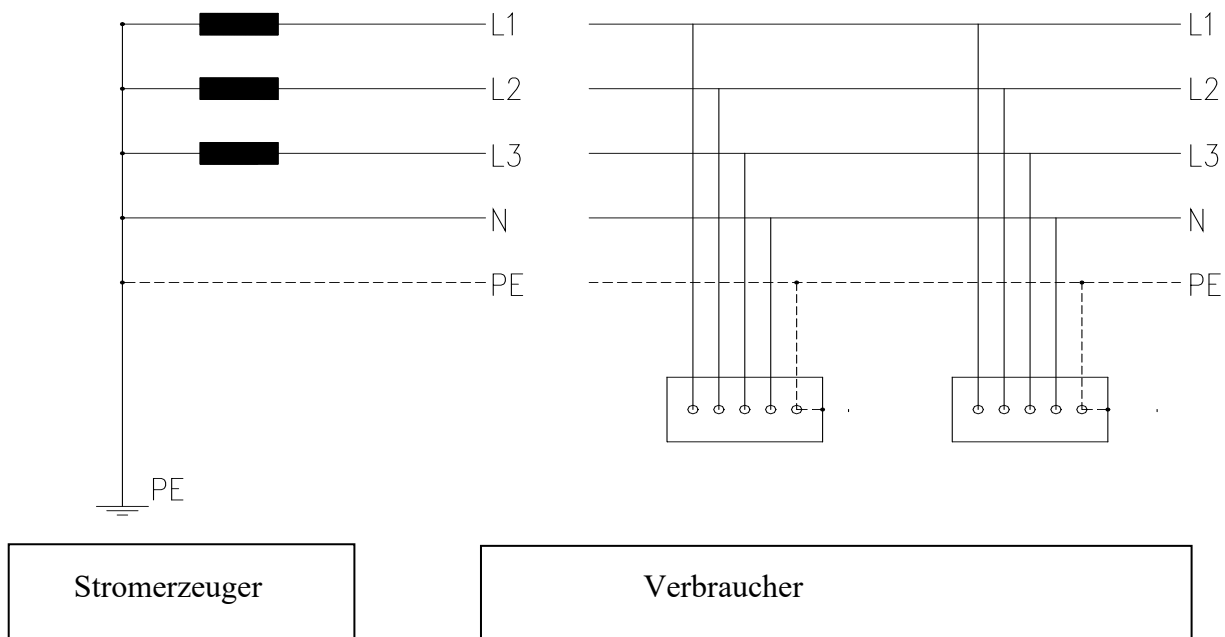 L1 L1
L2 L2
L3 L3
N N
PE PE
PE
Stromerzeuger Verbraucher